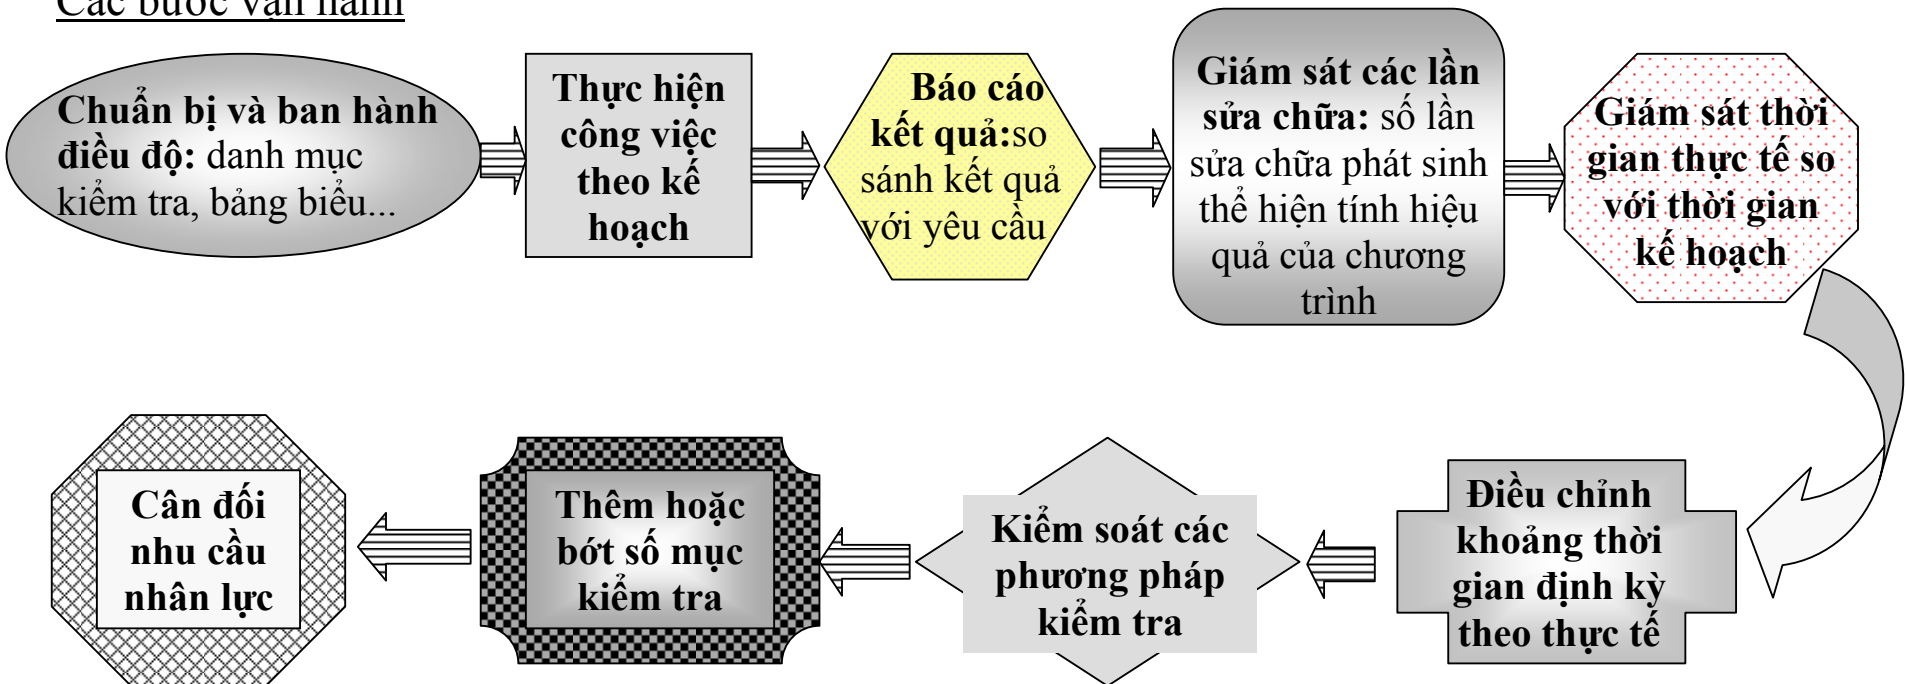 Các bước vận hành
Chuẩn bị và ban hành
điều độ: danh mục
kiểm tra, bảng biểu...
Thực hiện
công việc
theo kế
hoạch
Báo cáo
kết quả:so
sánh kết quả
với yêu cầu
Giám sát các lần
sửa chữa: số lần
sửa chữa phát sinh
thể hiện tính hiệu
quả của chương
trình
Giám sát thời
gian thực tế so
với thời gian
kế hoạch
Điều chỉnh
khoảng thời
gian định kỳ
theo thực tế
Kiểm soát các
phương pháp
kiểm tra
Thêm hoặc
bớt số mục
kiểm tra
Cân đối
nhu cầu
nhân lực